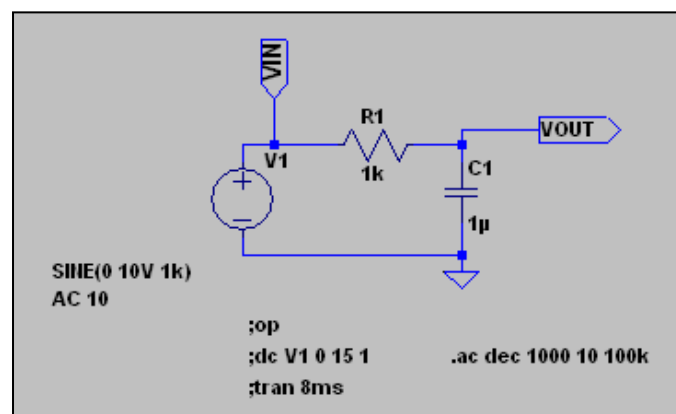 VIN
R1
VOUT
V1
1k
C1
1µ
SINE(0 10V 1k)
AC 10
;op
;dc V1 0 15 1 .ac dec 1000 10 100k
;tran 8ms